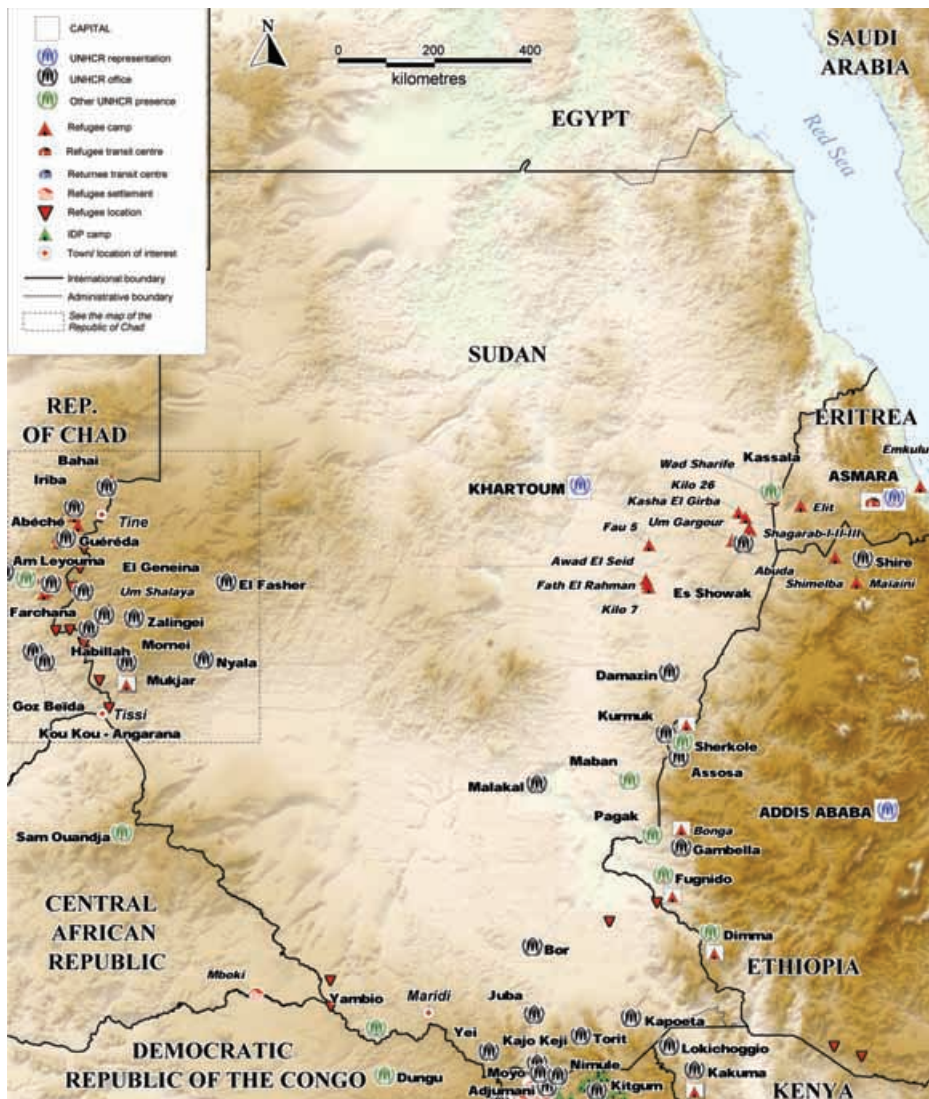 CAPITAL
UNHCR representation
UNHCR office
Other UNHCR presence
Refugee camp
Refugee transit centre
Returnee transit centre
Refugee settlement
Refugee location
IDP camp
Town/ location of interest
International boundary
Administrative boundary
See the map of the
Republic of Chad
N
0 200 400
kilometres
SAUDI
ARABIA
EGYPT
Red Sea
SUDAN
REP.
OF CHAD
ERITREA
Bahai
Iriba
Tine
Abéché
Guéréda
Am Leyouma
El Geneina
El Fasher
Um Shalaya
Farchana
Zalingei
Habillah
Mornei
Nyala
Mukjar
Goz Beïda
Tissi
Kou Kou - Angarana
KHARTOUM
Wad Sharife
Kassala
Emkulu
Kilo 26
ASMARA
Kasha El Girba
Elit
Fau 5
Um Gargour
Shagarab-I-II-III
Awad El Seid
Abuda
Shire
Fath El Rahman
Es Showak
Shimelba
Maiaini
Kilo 7
Damazin
Kurmuk
Sherkole
Assosa
Maban
Malakal
ADDIS ABABA
Pagak
Bonga
Sam Ouandja
Gambella
Fugnido
CENTRAL
AFRICAN
REPUBLIC
Dimma
Bor
ETHIOPIA
Mboki
Yambio
Maridi
Juba
Kapoeta
Yei
Kajo Keji
Torit
Lokichoggio
DEMOCRATIC
REPUBLIC OF THE CONGO
Dungu
Moyo
Nimule
Kakuma
Adjumani
Kitgum
KENYA